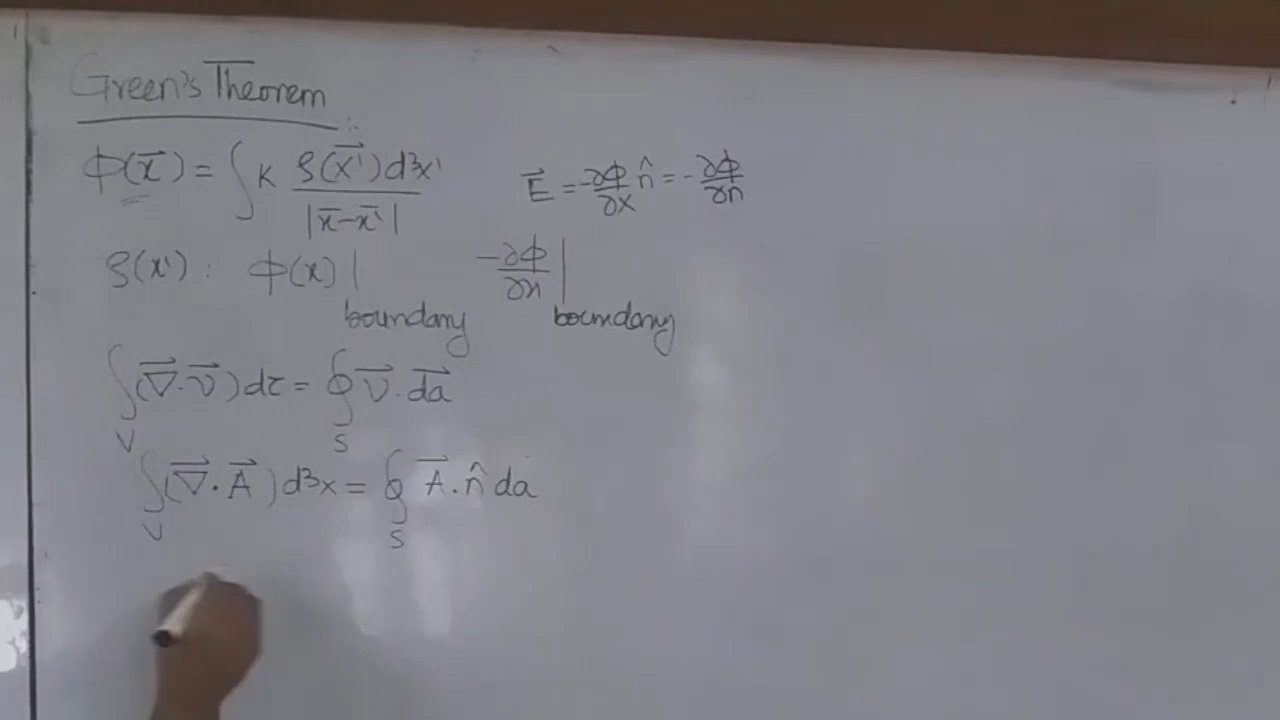 Green's Theorem :
Φ(x⃗) = ∫ K ρ(x⃗') d³x' / |x̄ - x̄'|
E⃗ = -∂Φ/∂x n̂ = -∂Φ/∂n
ρ(x') : Φ(x)| boundary -∂Φ/∂n| boundary
∫_V (∇⃗·v⃗) dτ = ∮_S v⃗·da⃗
∫_V (∇⃗·A⃗) d³x = ∮_S A⃗·n̂ da